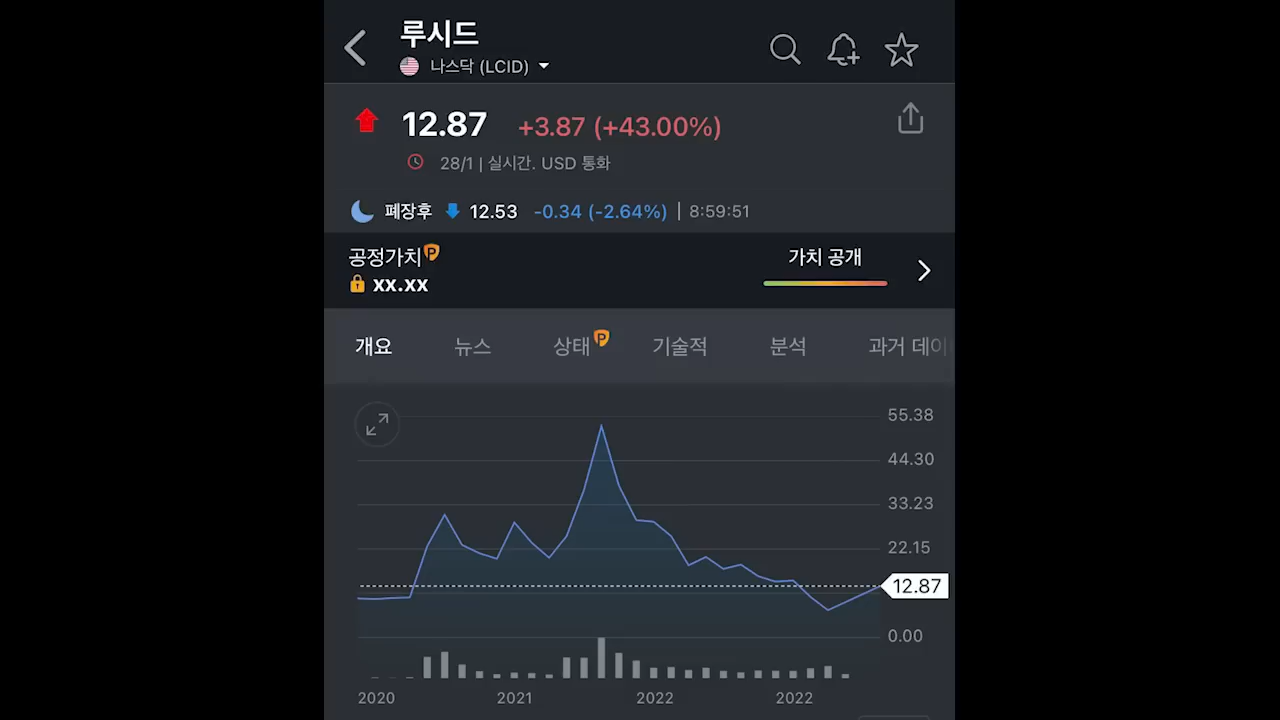 루시드
나스닥 (LCID)
12.87 +3.87 (+43.00%)
28/1 | 실시간. USD 통화
폐장후 12.53 -0.34 (-2.64%) | 8:59:51
공정가치 P 가치 공개
xx.xx
개요 뉴스 상태 P 기술적 분석 과거 데이
55.38
44.30
33.23
22.15
12.87
0.00
2020 2021 2022 2022